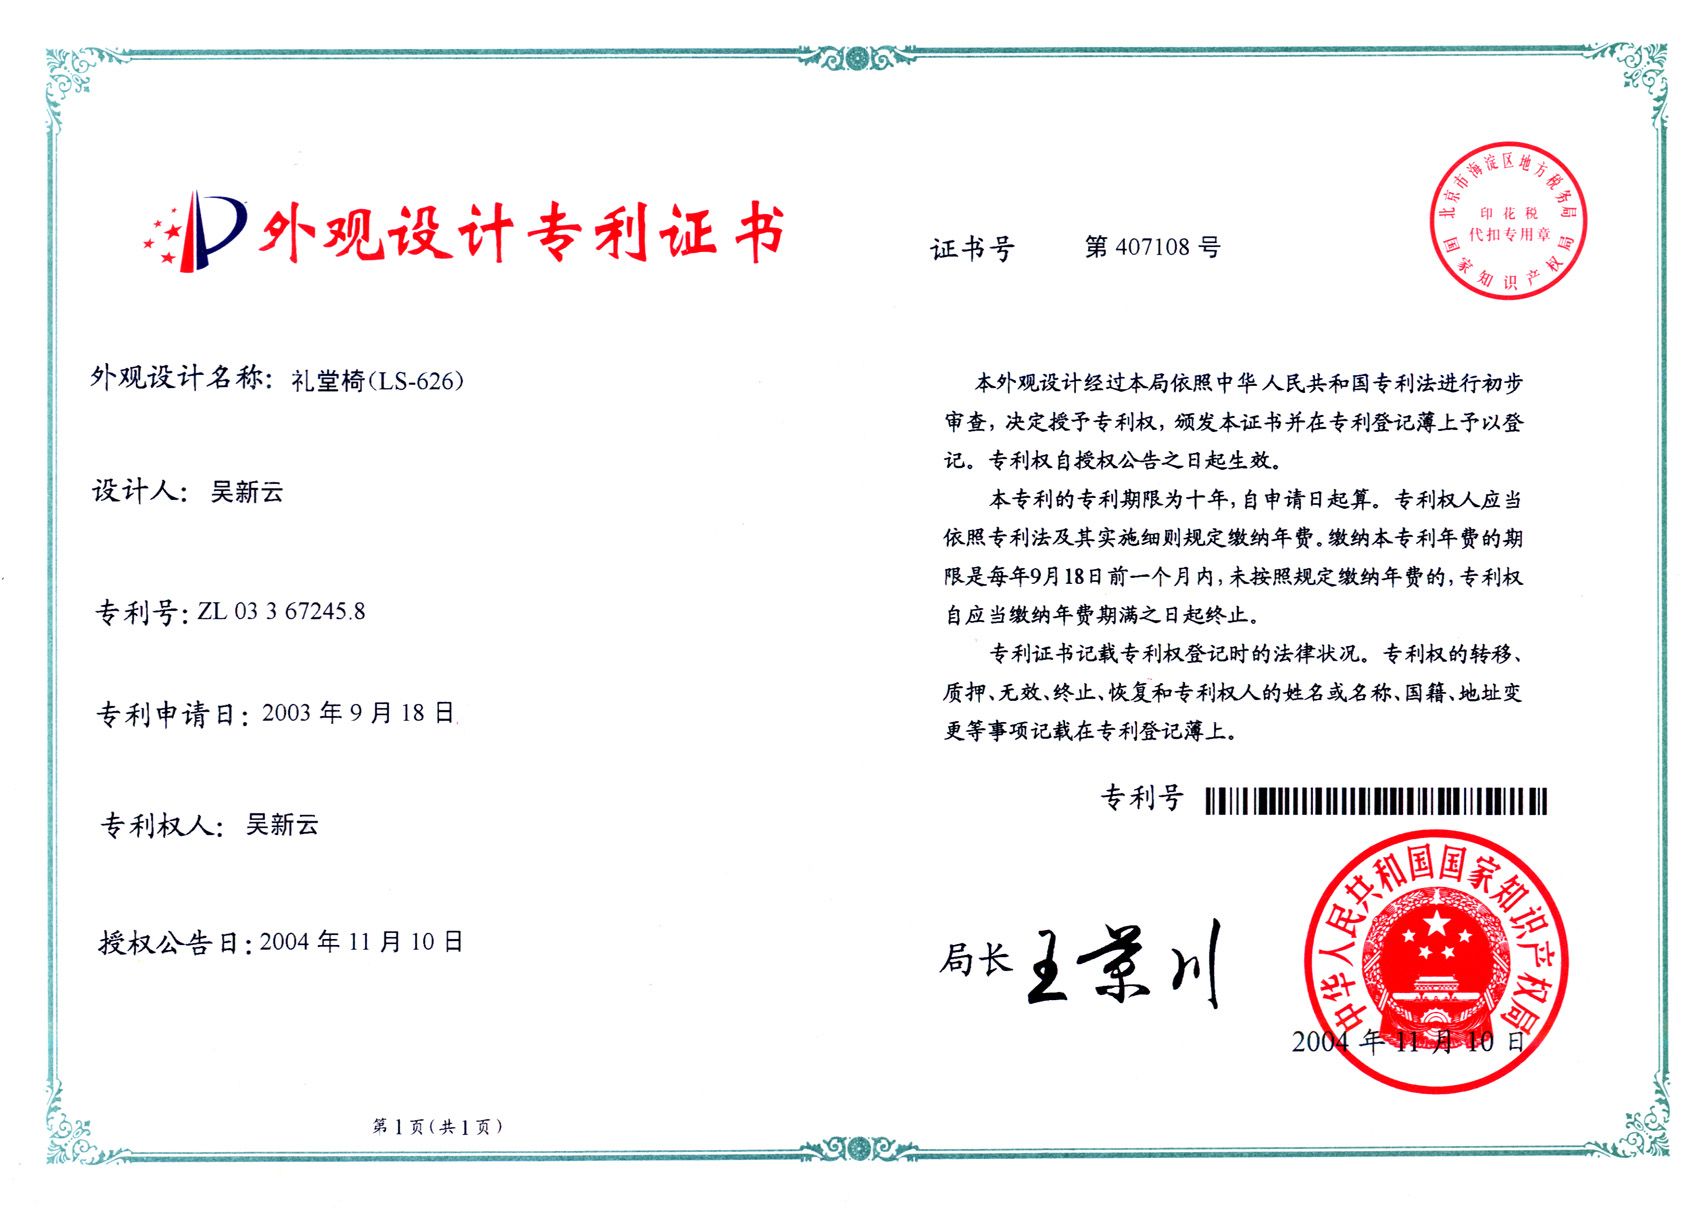 外观设计专利证书
外观设计名称：礼堂椅(LS-626)
设计人：吴新云
专利号：ZL 03 3 67245.8
专利申请日：2003 年 9 月 18 日
专利权人：吴新云
授权公告日：2004 年 11 月 10 日
第 1 页(共 1 页)
证书号 第 407108 号
北京市海淀区地方税务局
印花税
代扣专用章
国家知识产权局
本外观设计经过本局依照中华人民共和国专利法进行初步
审查，决定授予专利权，颁发本证书并在专利登记薄上予以登
记。专利权自授权公告之日起生效。
本专利的专利期限为十年，自申请日起算。专利权人应当
依照专利法及其实施细则规定缴纳年费。缴纳本专利年费的期
限是每年9月18日前一个月内，未按照规定缴纳年费的，专利权
自应当缴纳年费期满之日起终止。
专利证书记载专利权登记时的法律状况。专利权的转移、
质押、无效、终止、恢复和专利权人的姓名或名称、国籍、地址变
更等事项记载在专利登记薄上。
专利号
局长 王景川
中华人民共和国国家知识产权局
2004 年 11 月 10 日